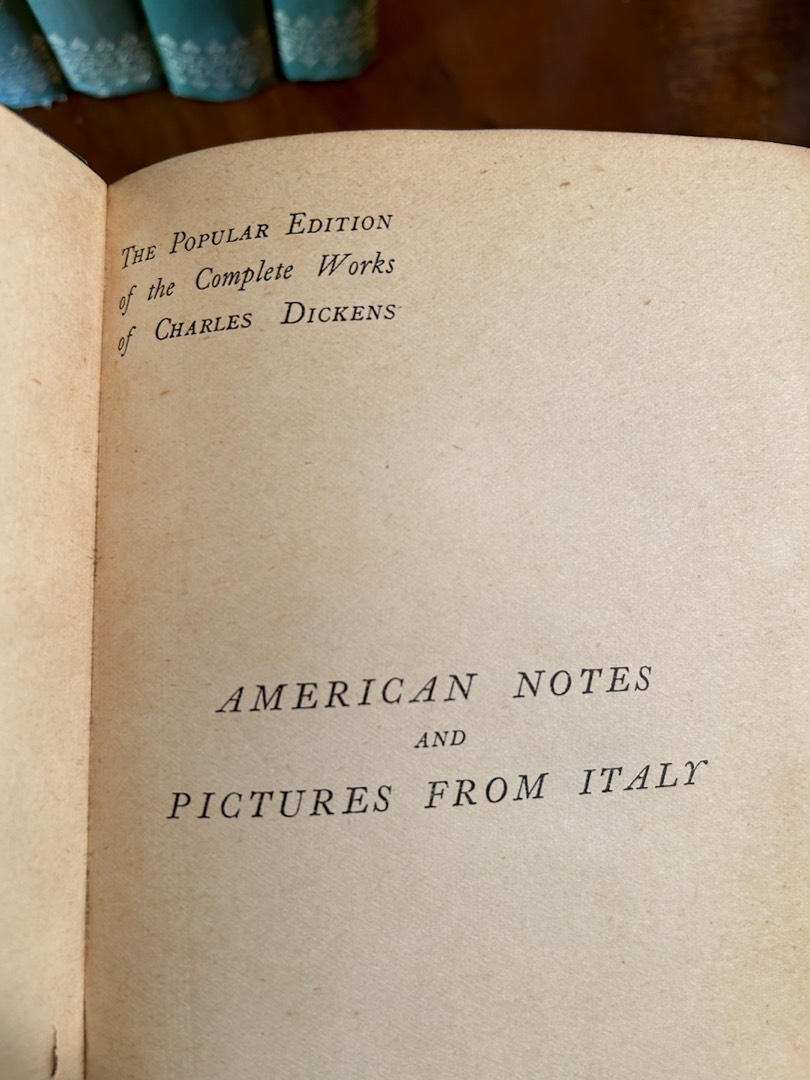 The Popular Edition
of the Complete Works
of Charles Dickens
AMERICAN NOTES
AND
PICTURES FROM ITALY